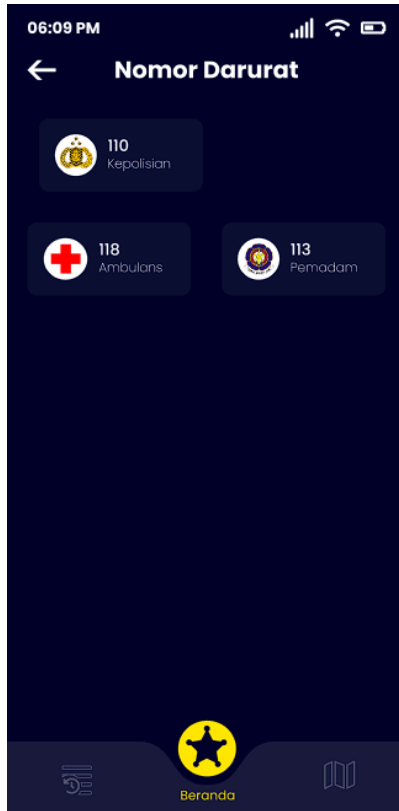 06:09 PM
Nomor Darurat
110
Kepolisian
118
Ambulans
113
Pemadam
Beranda